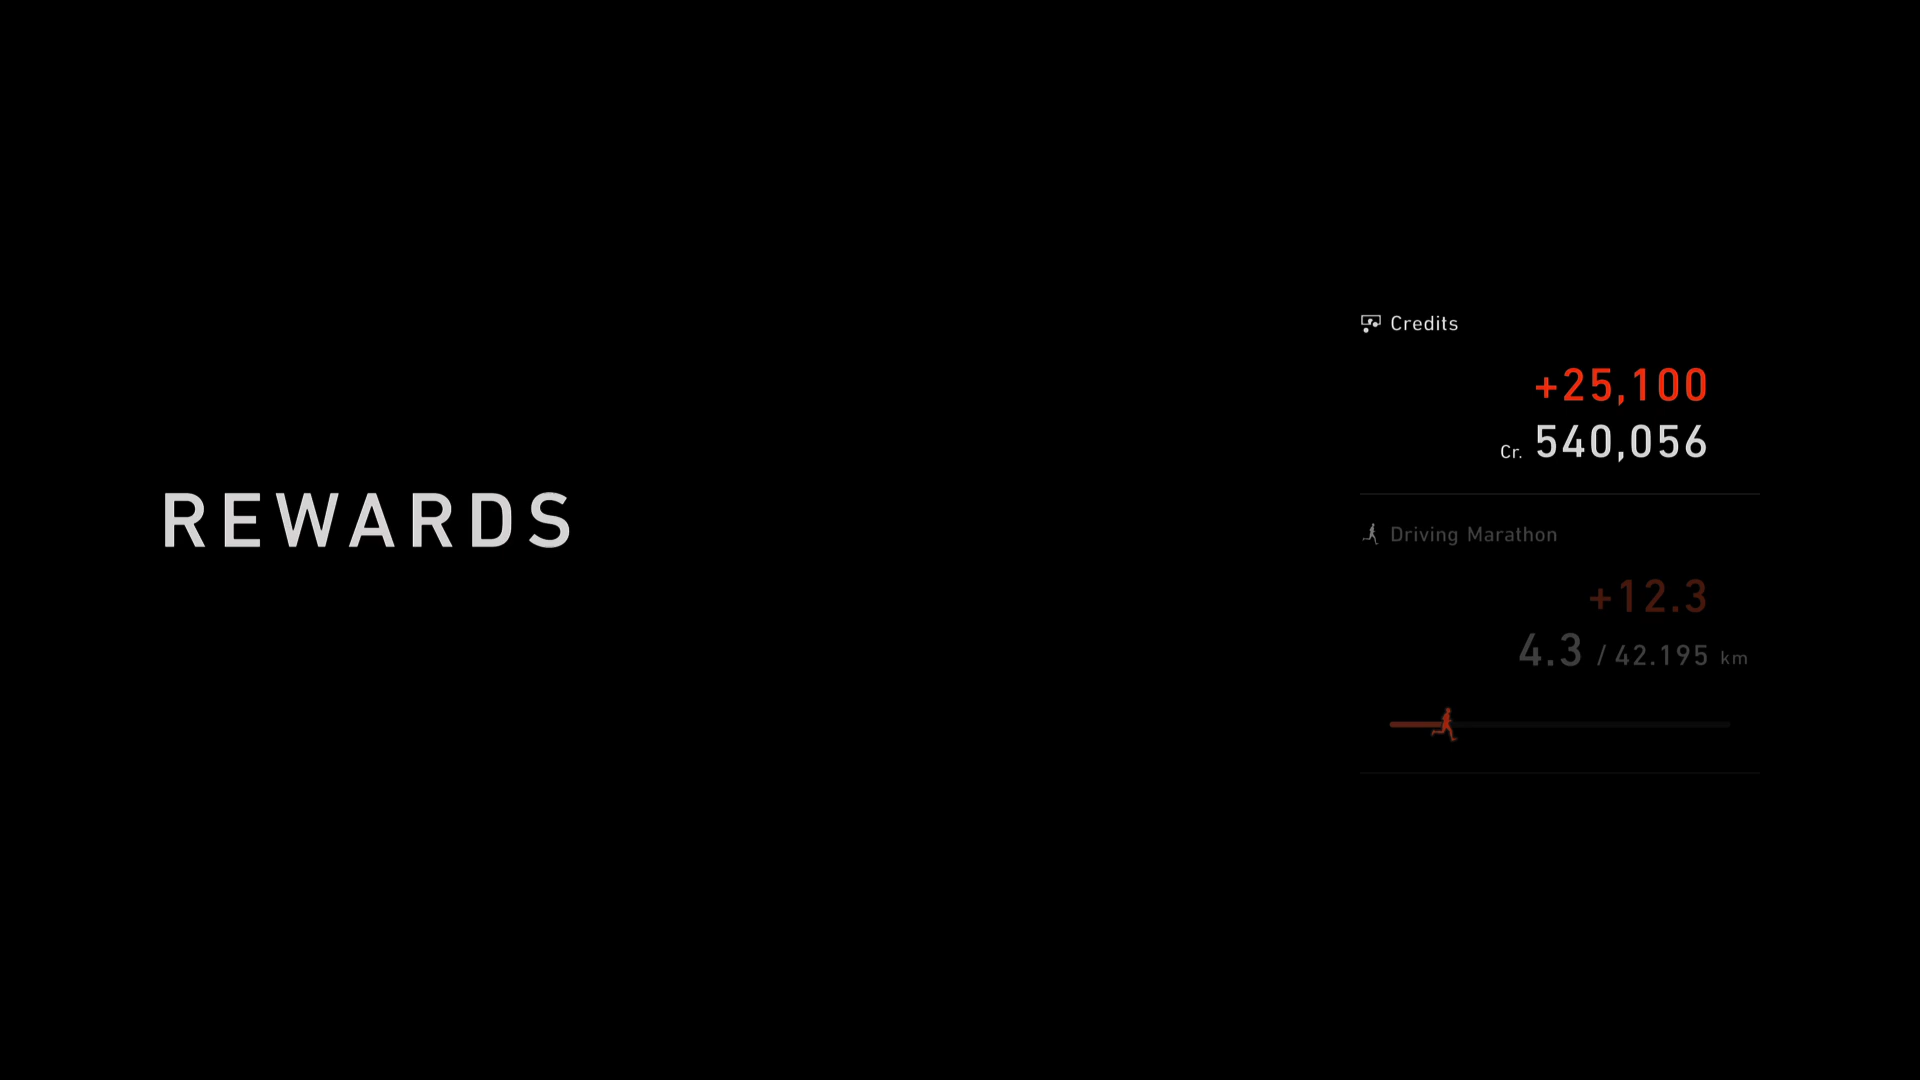 REWARDS
Credits
+25,100
Cr. 540,056
Driving Marathon
+12.3
4.3 / 42.195 km